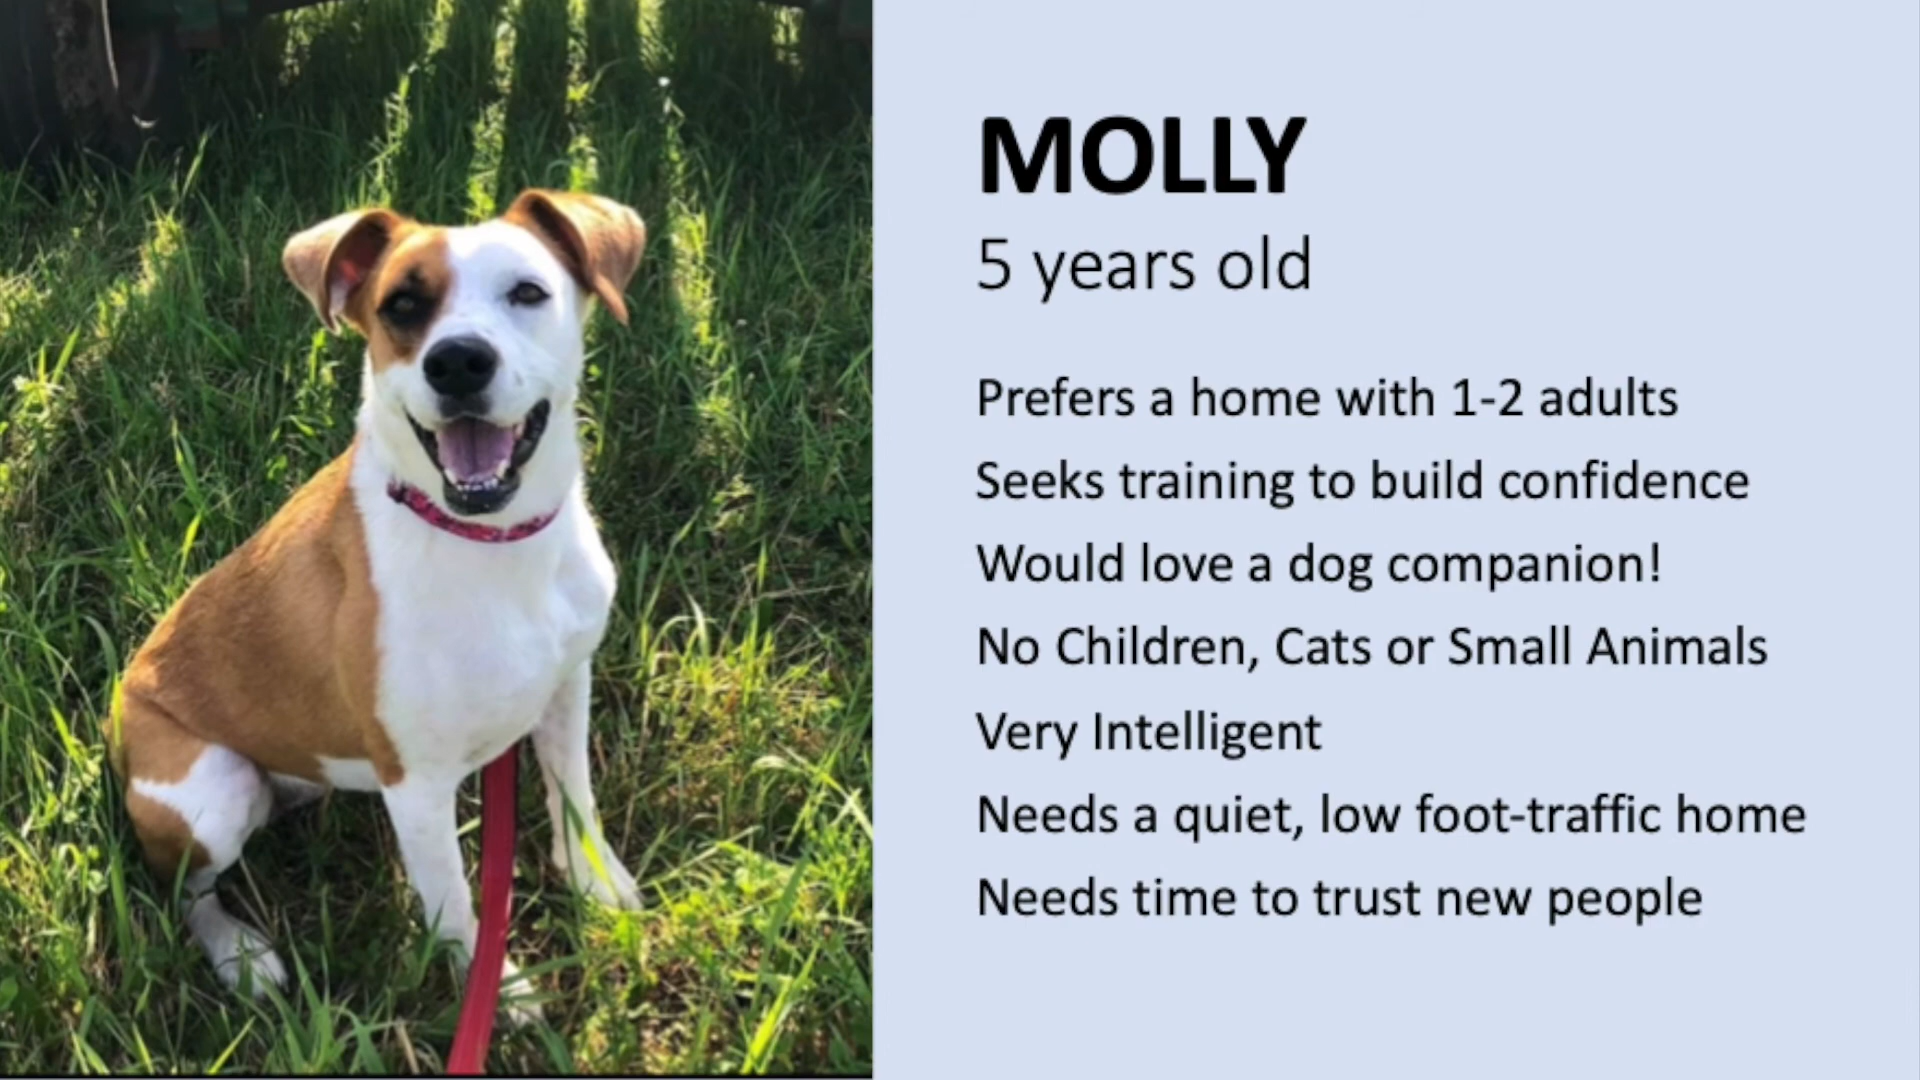 MOLLY
5 years old
Prefers a home with 1-2 adults
Seeks training to build confidence
Would love a dog companion!
No Children, Cats or Small Animals
Very Intelligent
Needs a quiet, low foot-traffic home
Needs time to trust new people